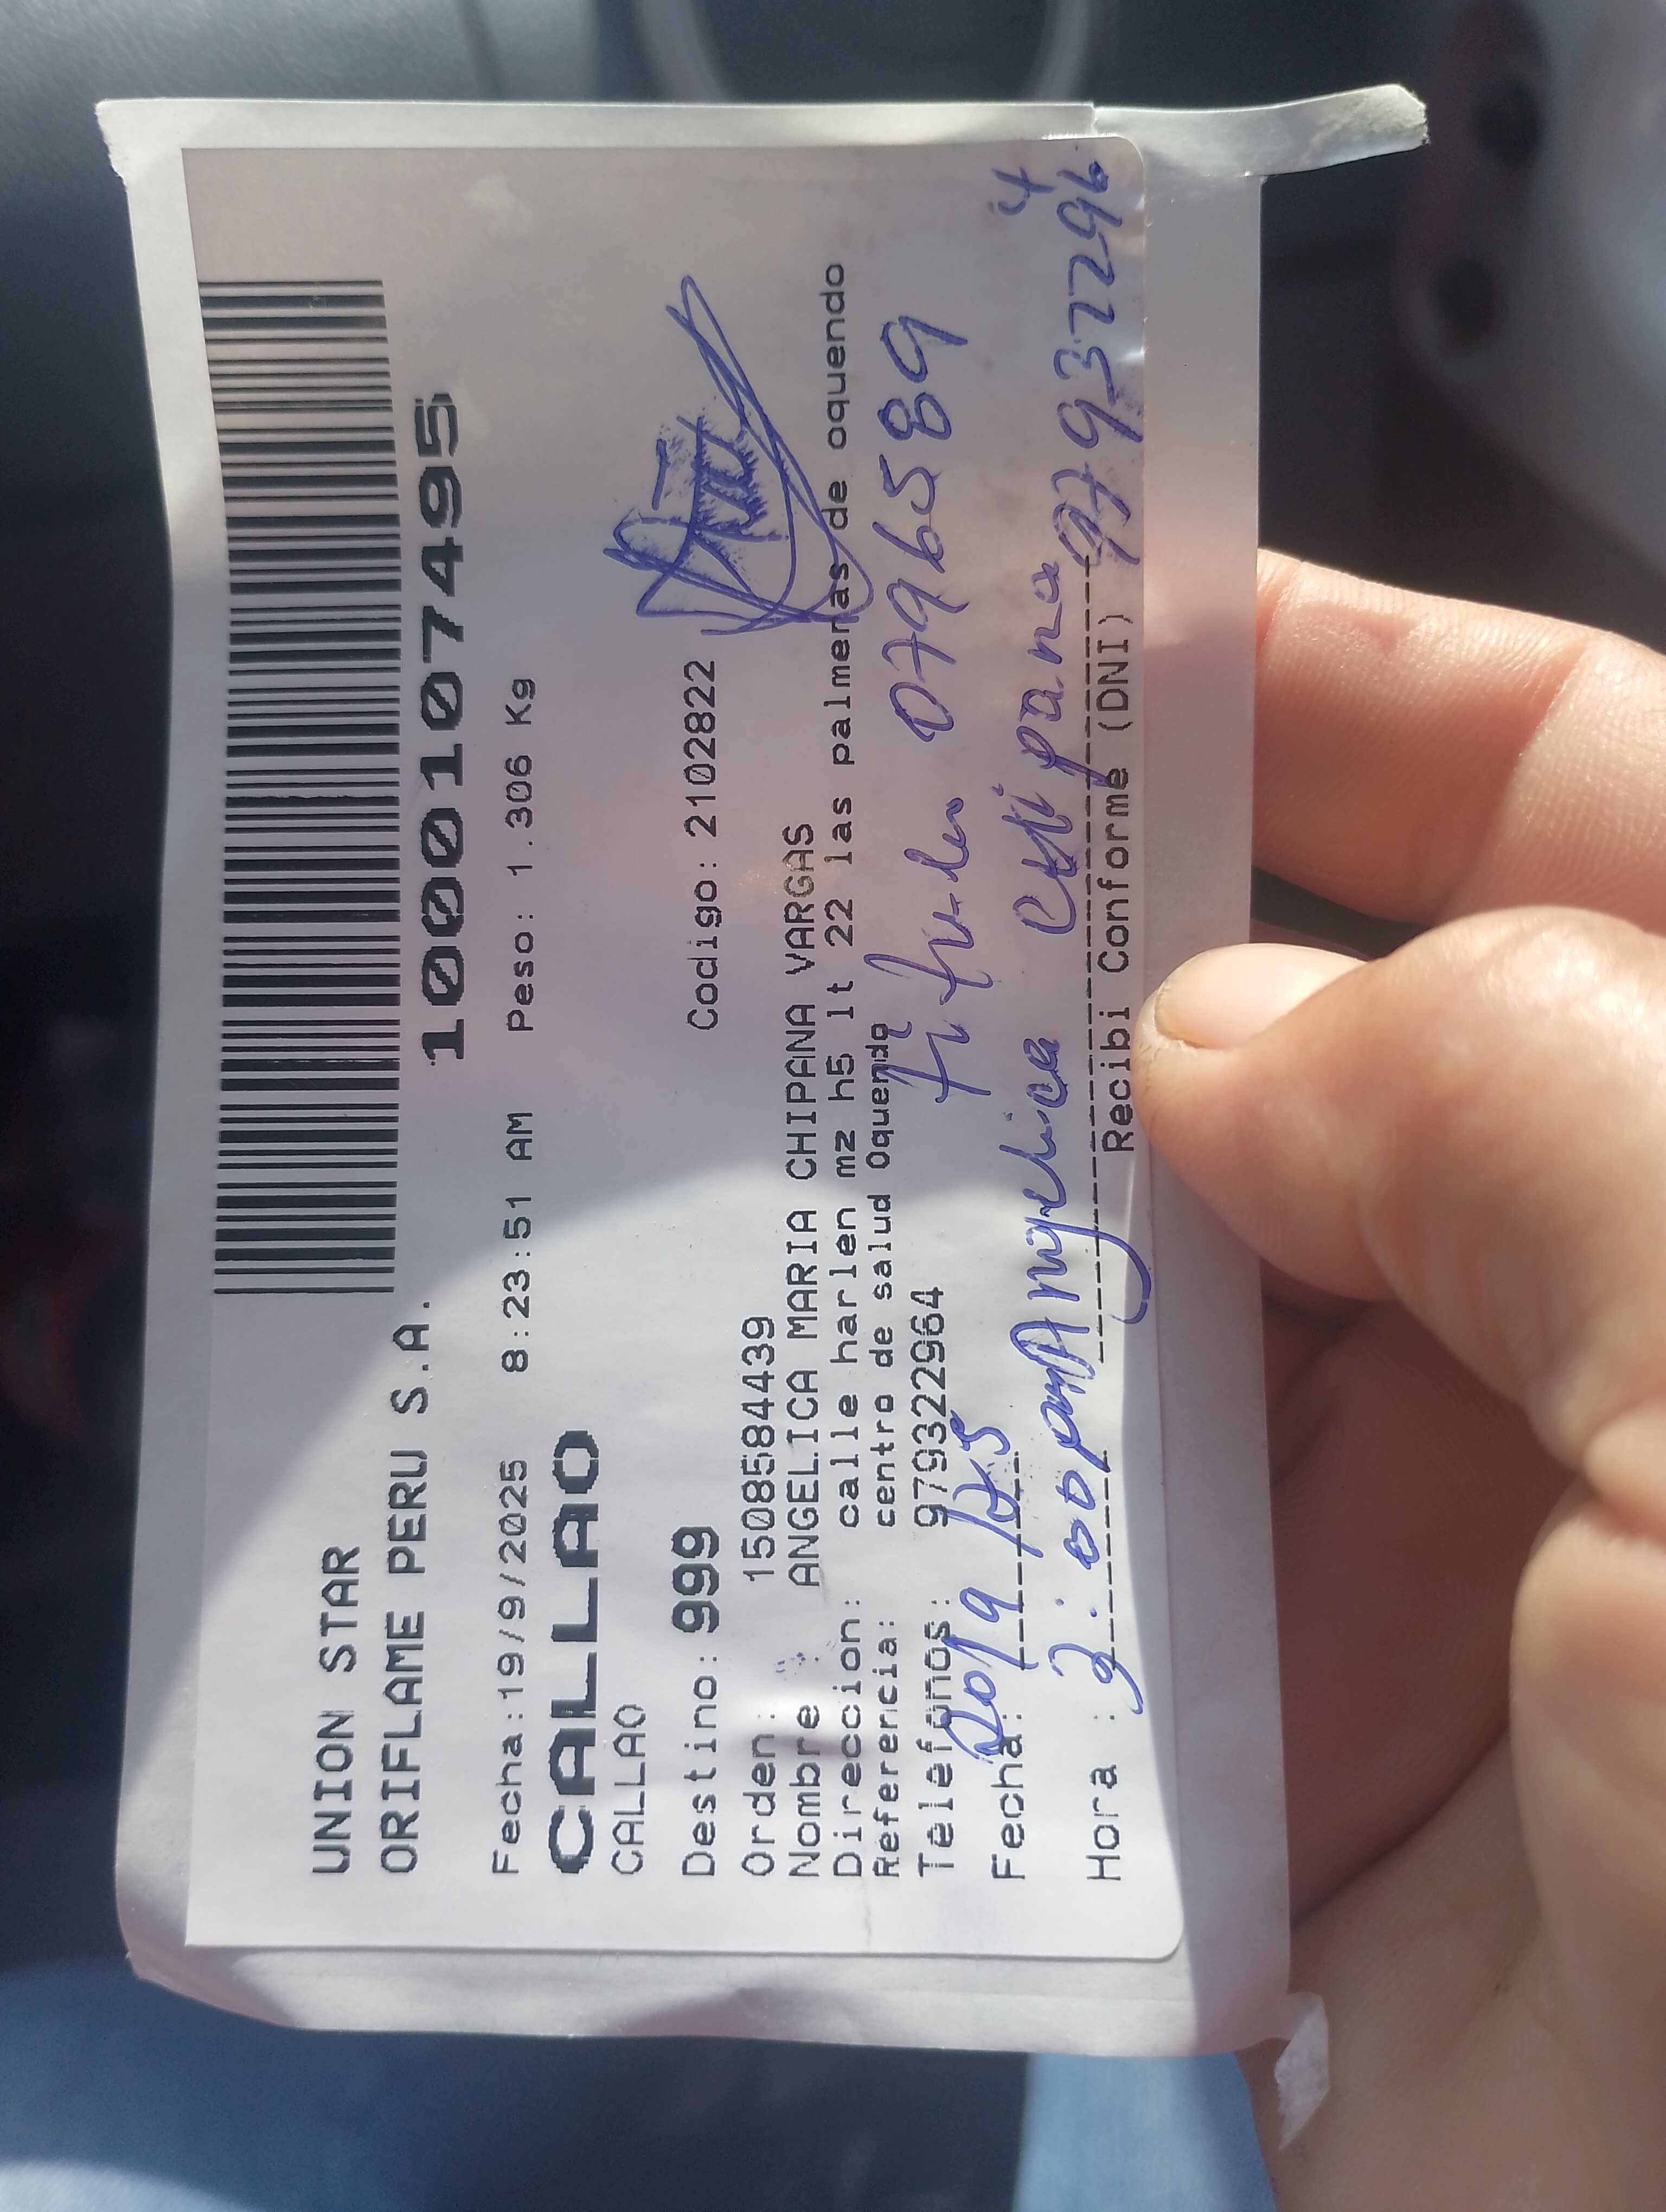 UNION STAR
ORIFLAME PERU S.A.
1000107495
Fecha:19/9/2025 8:23:51 AM Peso: 1.306 Kg
CALLAO
CALLAO
Destino: 999 Codigo: 2102822
Orden: 1508584439
Nombre : ANGELICA MARIA CHIPANA VARGAS
Direccion: calle harlen mz h5 lt 22 las palmeras de oquendo
Referencia: centro de salud Oquendo
Telefonos: 979322964
titular 0796589
Fecha: 20/9/25
Hora : 3:00pm Angelica Chipana
Recibi Conforme (DNI)